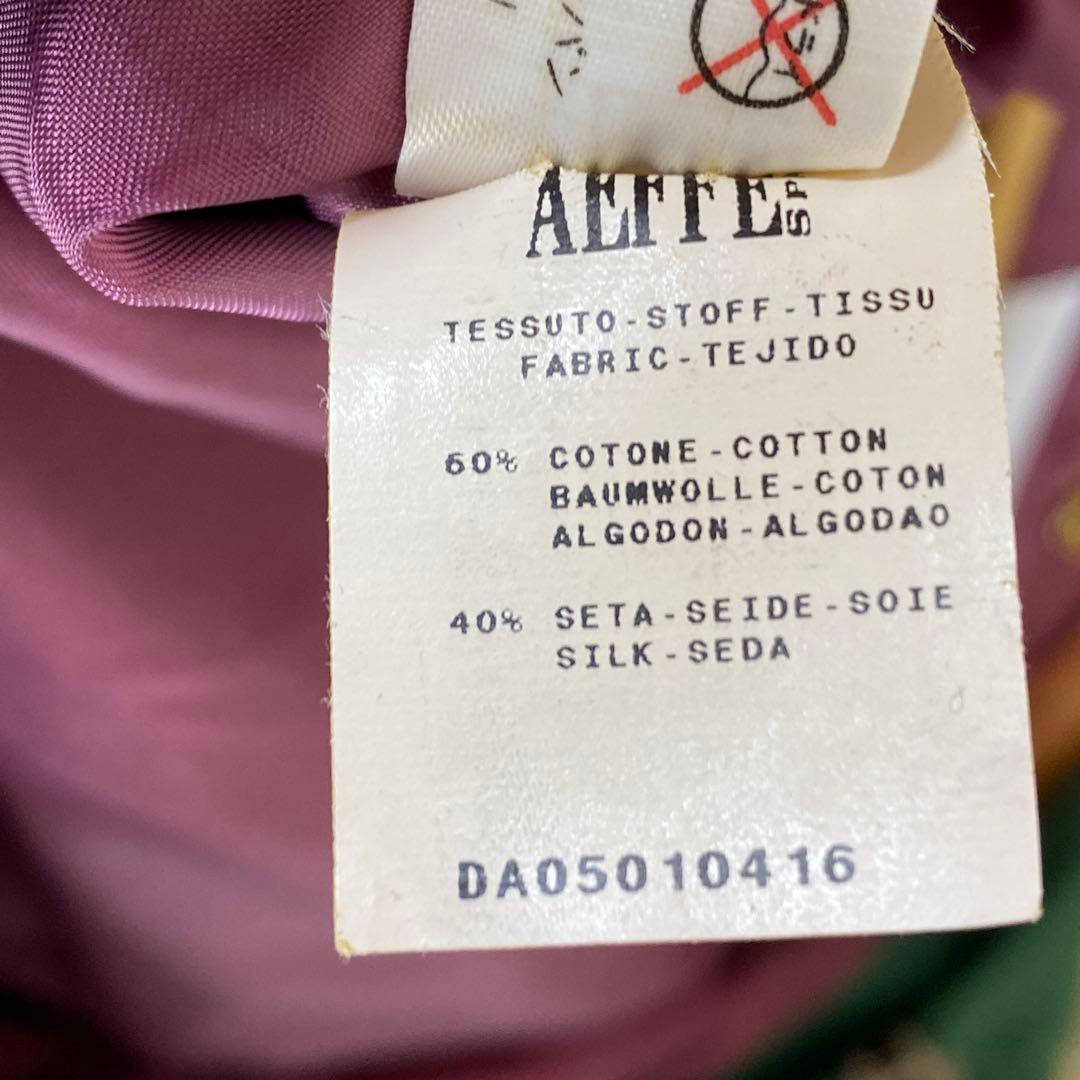 AEFFE SP
TESSUTO-STOFF-TISSU
FABRIC-TEJIDO
60% COTONE-COTTON
BAUMWOLLE-COTON
ALGODON-ALGODAO
40% SETA-SEIDE-SOIE
SILK-SEDA
DA05010416